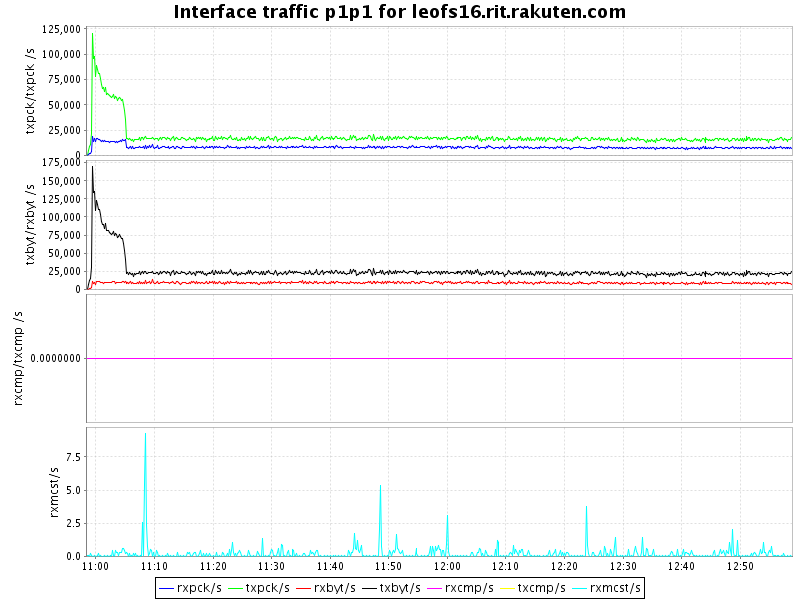 Interface traffic p1p1 for leofs16.rit.rakuten.com
txpck/txpck /s
125,000
100,000
75,000
50,000
25,000
0
txbyt/rxbyt /s
175,000
150,000
125,000
100,000
75,000
50,000
25,000
0
rxcmp/txcmp /s
0.0000000
rxmcst/s
7.5
5.0
2.5
0.0
11:00 11:10 11:20 11:30 11:40 11:50 12:00 12:10 12:20 12:30 12:40 12:50
rxpck/s txpck/s rxbyt/s txbyt/s rxcmp/s txcmp/s rxmcst/s